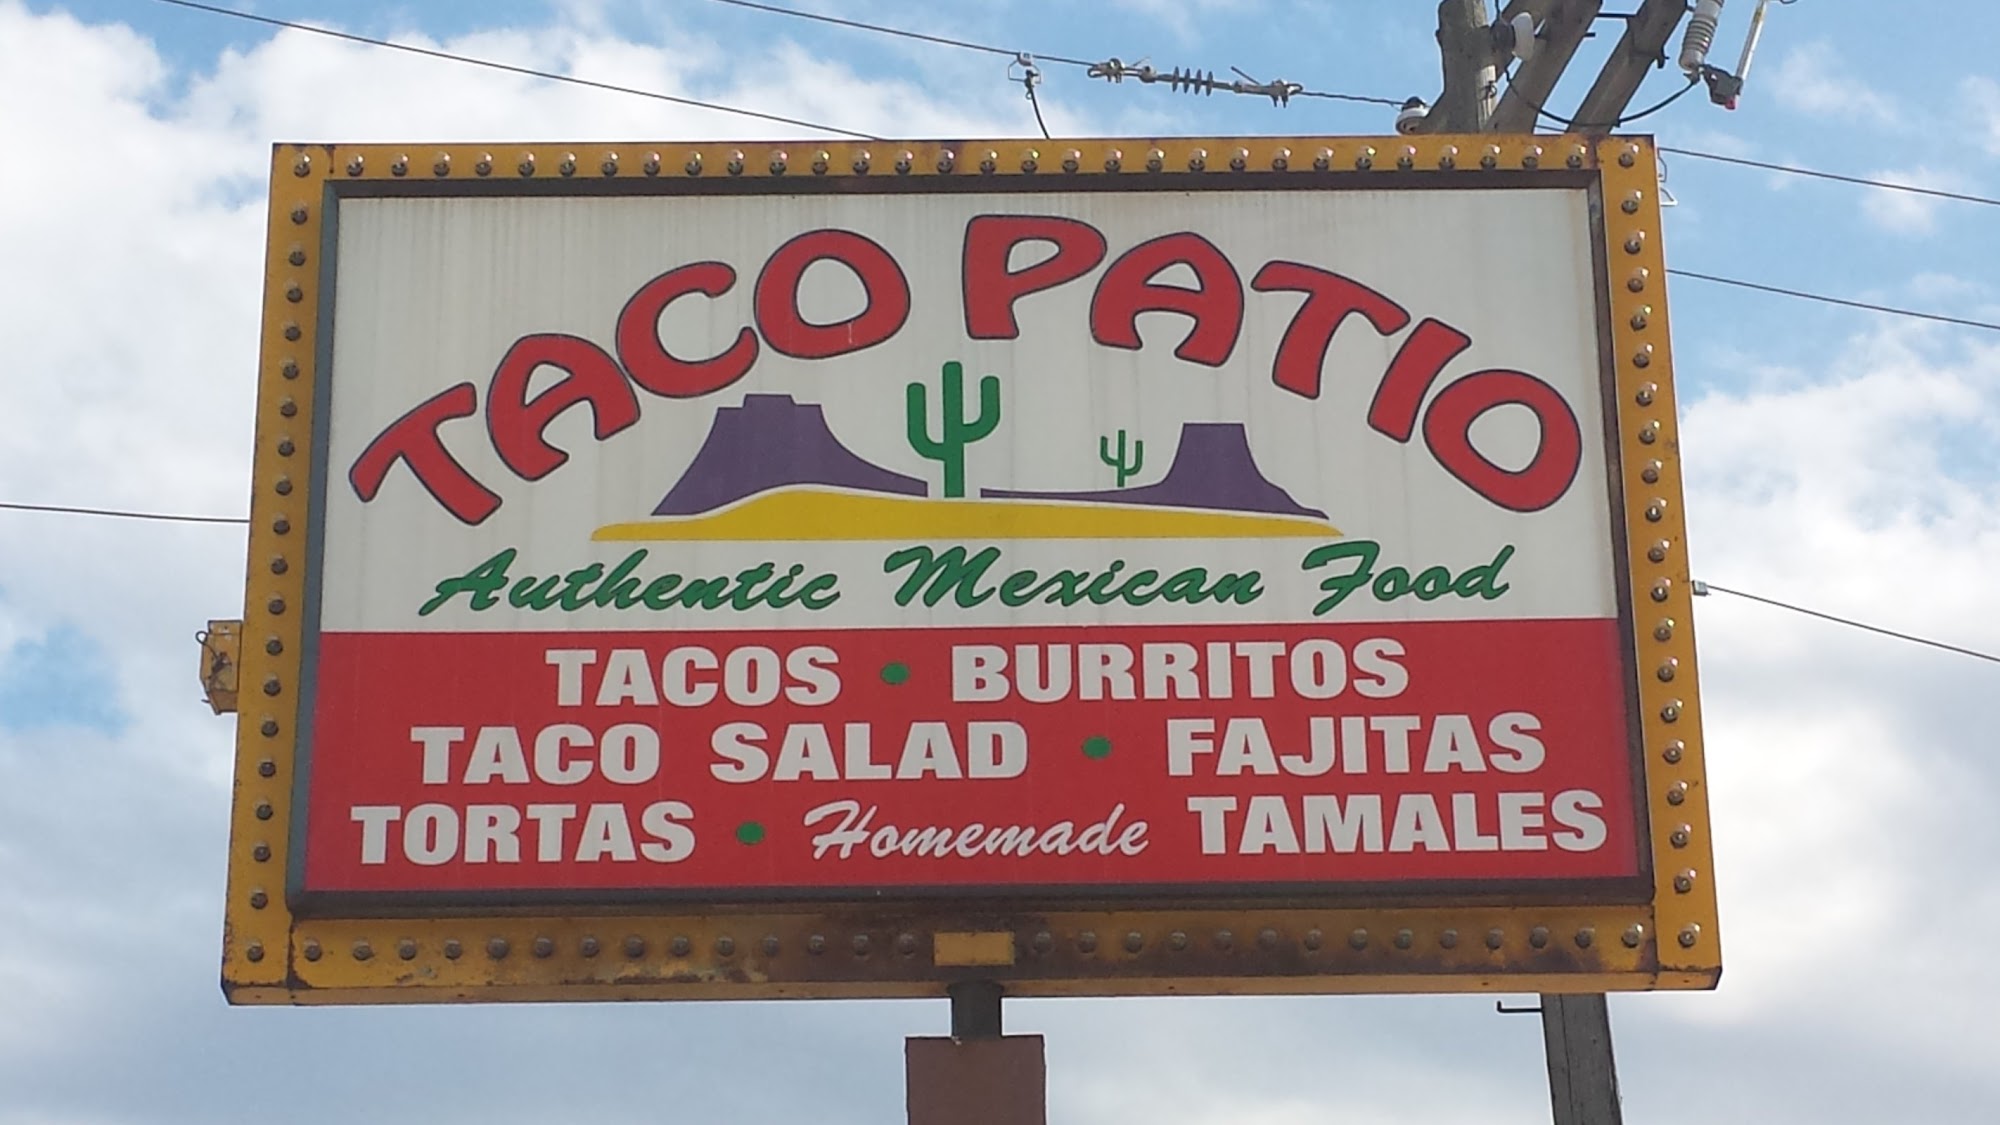 TACO PATIO
Authentic Mexican Food
TACOS • BURRITOS
TACO SALAD • FAJITAS
TORTAS • Homemade TAMALES